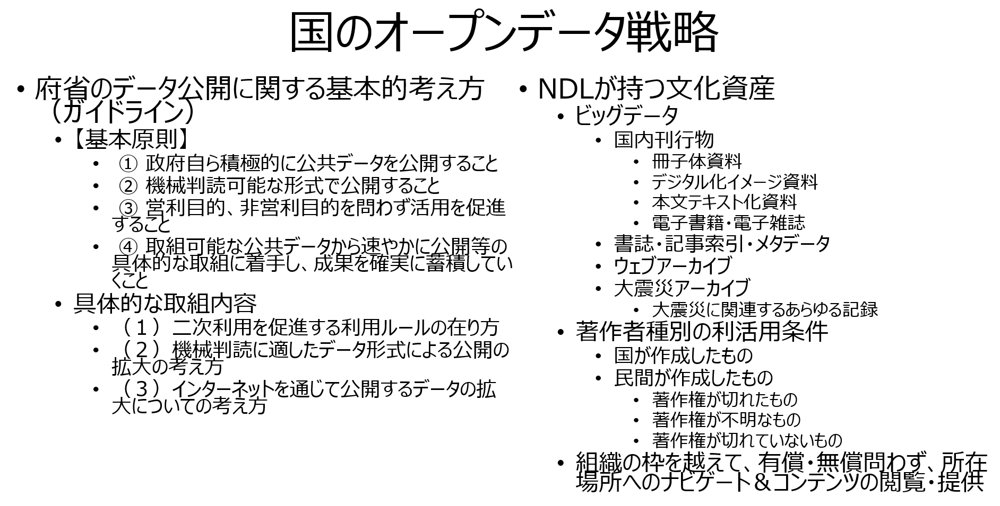 国のオープンデータ戦略
• 府省のデータ公開に関する基本的考え方
（ガイドライン）
• 【基本原則】
• ① 政府自ら積極的に公共データを公開すること
• ② 機械判読可能な形式で公開すること
• ③ 営利目的、非営利目的を問わず活用を促進
すること
• ④ 取組可能な公共データから速やかに公開等の
具体的な取組に着手し、成果を確実に蓄積してい
くこと
• 具体的な取組内容
• （１）二次利用を促進する利用ルールの在り方
• （２）機械判読に適したデータ形式による公開の
拡大の考え方
• （３）インターネットを通じて公開するデータの拡
大についての考え方
• NDLが持つ文化資産
• ビッグデータ
• 国内刊行物
• 冊子体資料
• デジタル化イメージ資料
• 本文テキスト化資料
• 電子書籍・電子雑誌
• 書誌・記事索引・メタデータ
• ウェブアーカイブ
• 大震災アーカイブ
• 大震災に関連するあらゆる記録
• 著作者種別の利活用条件
• 国が作成したもの
• 民間が作成したもの
• 著作権が切れたもの
• 著作権が不明なもの
• 著作権が切れていないもの
• 組織の枠を越えて、有償・無償問わず、所在
場所へのナビゲート＆コンテンツの閲覧・提供